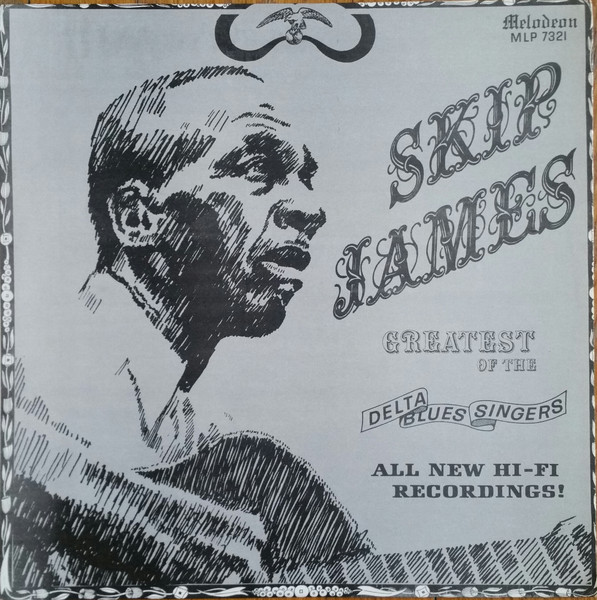 Melodeon
MLP 7321
SKIP
JAMES
GREATEST
OF THE
DELTA
BLUES SINGERS
ALL NEW HI-FI
RECORDINGS!